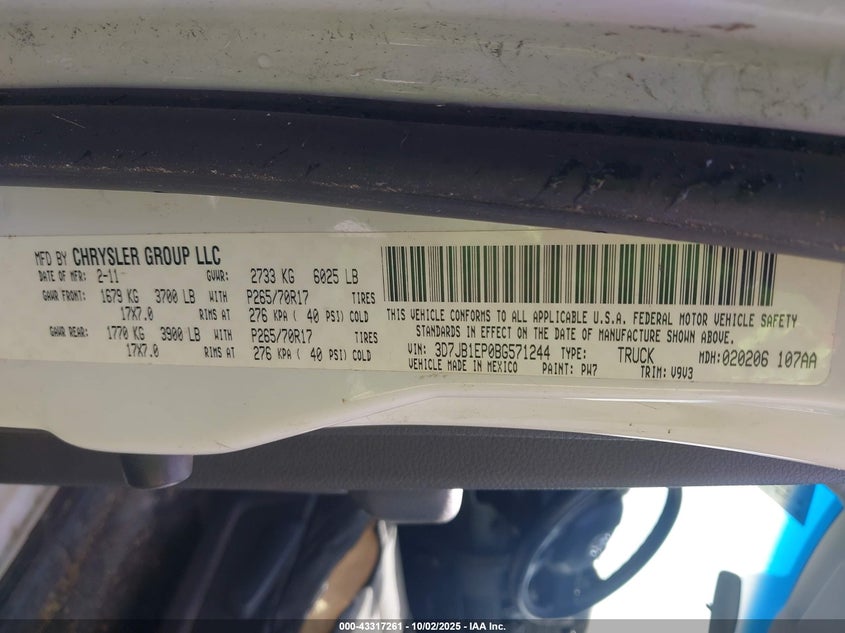 MFD BY CHRYSLER GROUP LLC
DATE OF MFR: 2-11 GVWR: 2733 KG 6025 LB
GAWR FRONT: 1679 KG 3700 LB WITH P265/70R17 TIRES
17X7.0 RIMS AT 276 KPA ( 40 PSI) COLD
GAWR REAR: 1770 KG 3900 LB WITH P265/70R17 TIRES
17X7.0 RIMS AT 276 KPA ( 40 PSI) COLD
THIS VEHICLE CONFORMS TO ALL APPLICABLE U.S.A. FEDERAL MOTOR VEHICLE SAFETY
STANDARDS IN EFFECT ON THE DATE OF MANUFACTURE SHOWN ABOVE.
VIN: 3D7JB1EP0BG571244 TYPE: TRUCK MDH: 020206 107AA
VEHICLE MADE IN MEXICO PAINT: PW7 TRIM: V9V3
000-43317261 - 10/02/2025 - IAA Inc.